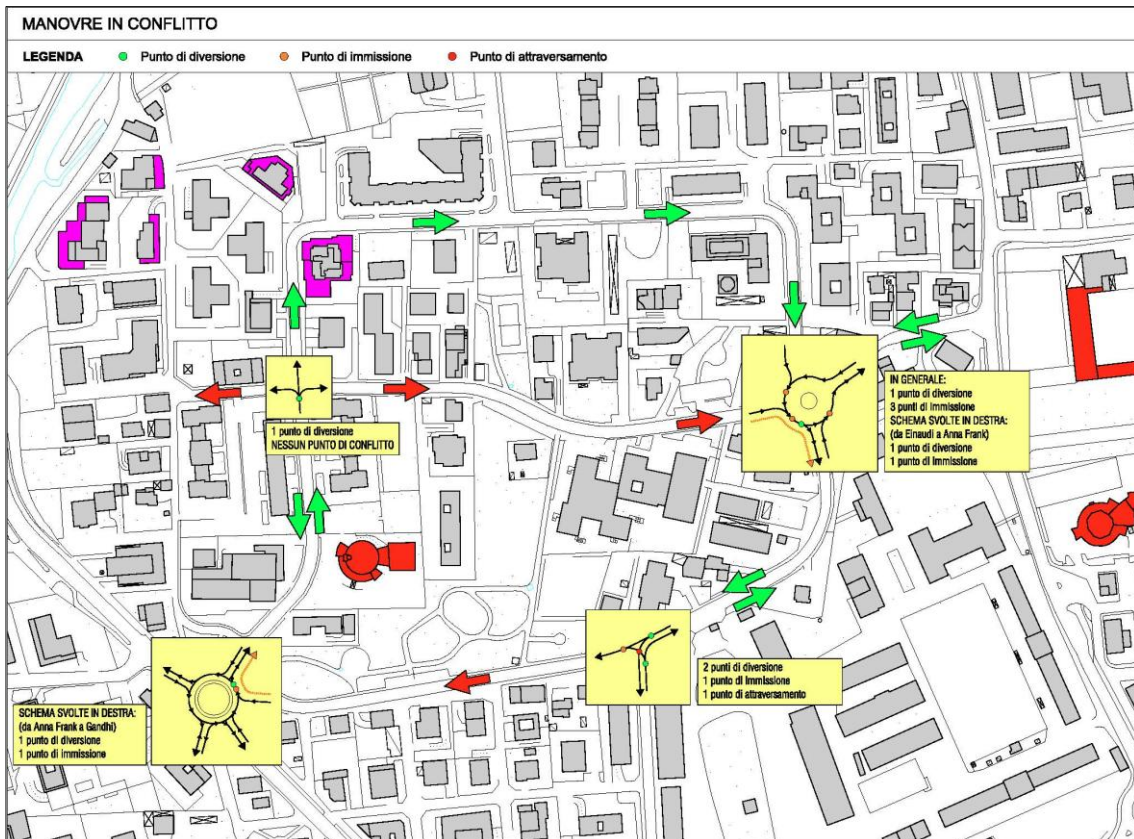 MANOVRE IN CONFLITTO
LEGENDA Punto di diversione Punto di immissione Punto di attraversamento
1 punto di diversione
NESSUN PUNTO DI CONFLITTO
IN GENERALE:
1 punto di diversione
3 punti di immissione
SCHEMA SVOLTE IN DESTRA:
(da Einaudi a Anna Frank)
1 punto di diversione
1 punto di immissione
2 punti di diversione
1 punto di immissione
1 punto di attraversamento
SCHEMA SVOLTE IN DESTRA:
(da Anna Frank a Gandhi)
1 punto di diversione
1 punto di immissione